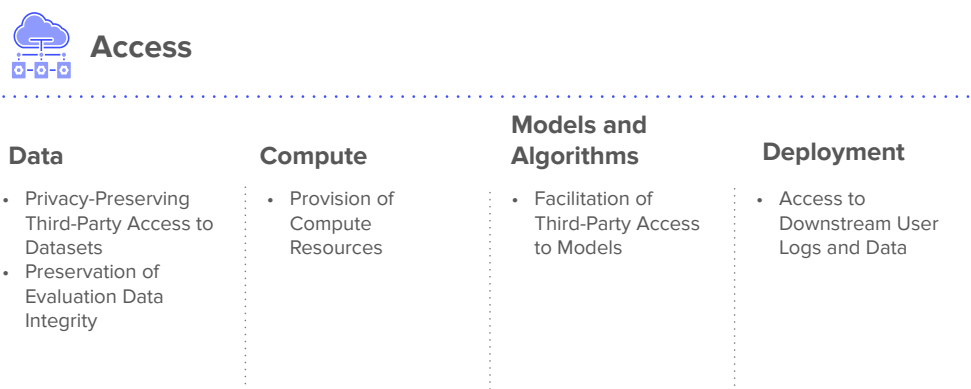 Access
Data
• Privacy-Preserving
Third-Party Access to
Datasets
• Preservation of
Evaluation Data
Integrity
Compute
• Provision of
Compute
Resources
Models and
Algorithms
• Facilitation of
Third-Party Access
to Models
Deployment
• Access to
Downstream User
Logs and Data